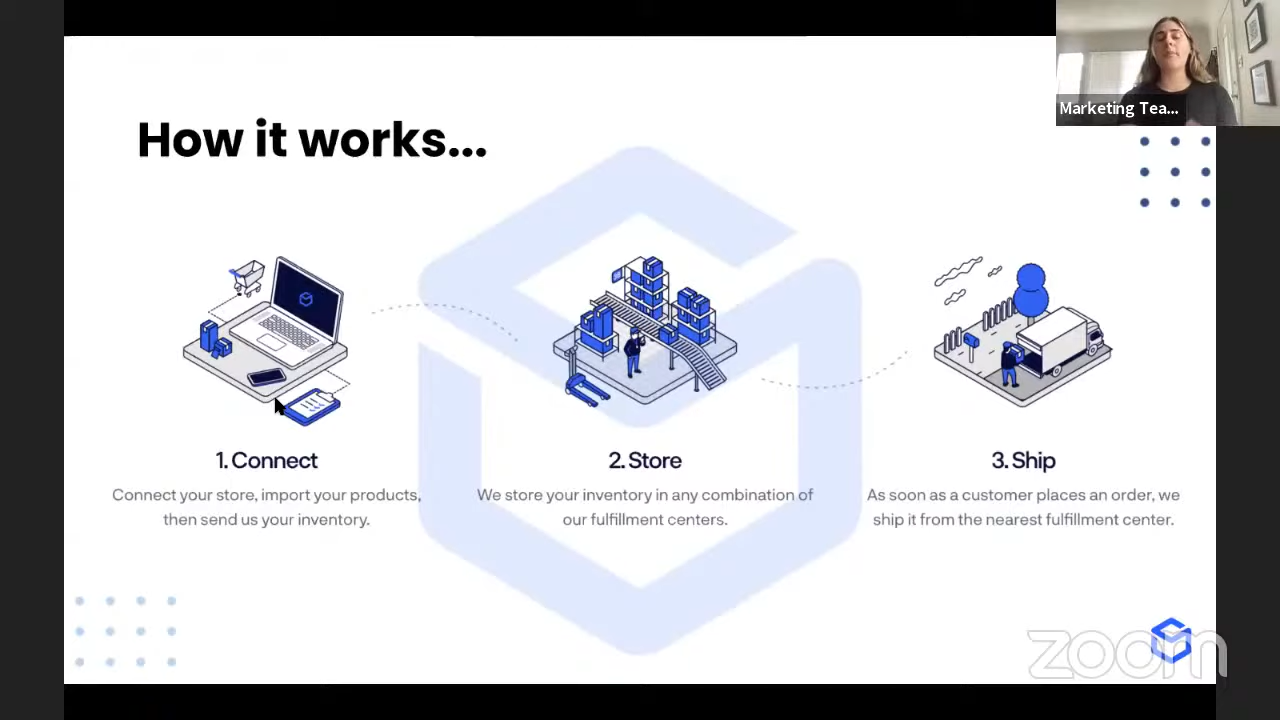 Marketing Tea...
How it works...
1. Connect
Connect your store, import your products,
then send us your inventory.
2. Store
We store your inventory in any combination of
our fulfillment centers.
3. Ship
As soon as a customer places an order, we
ship it from the nearest fulfillment center.
zoom